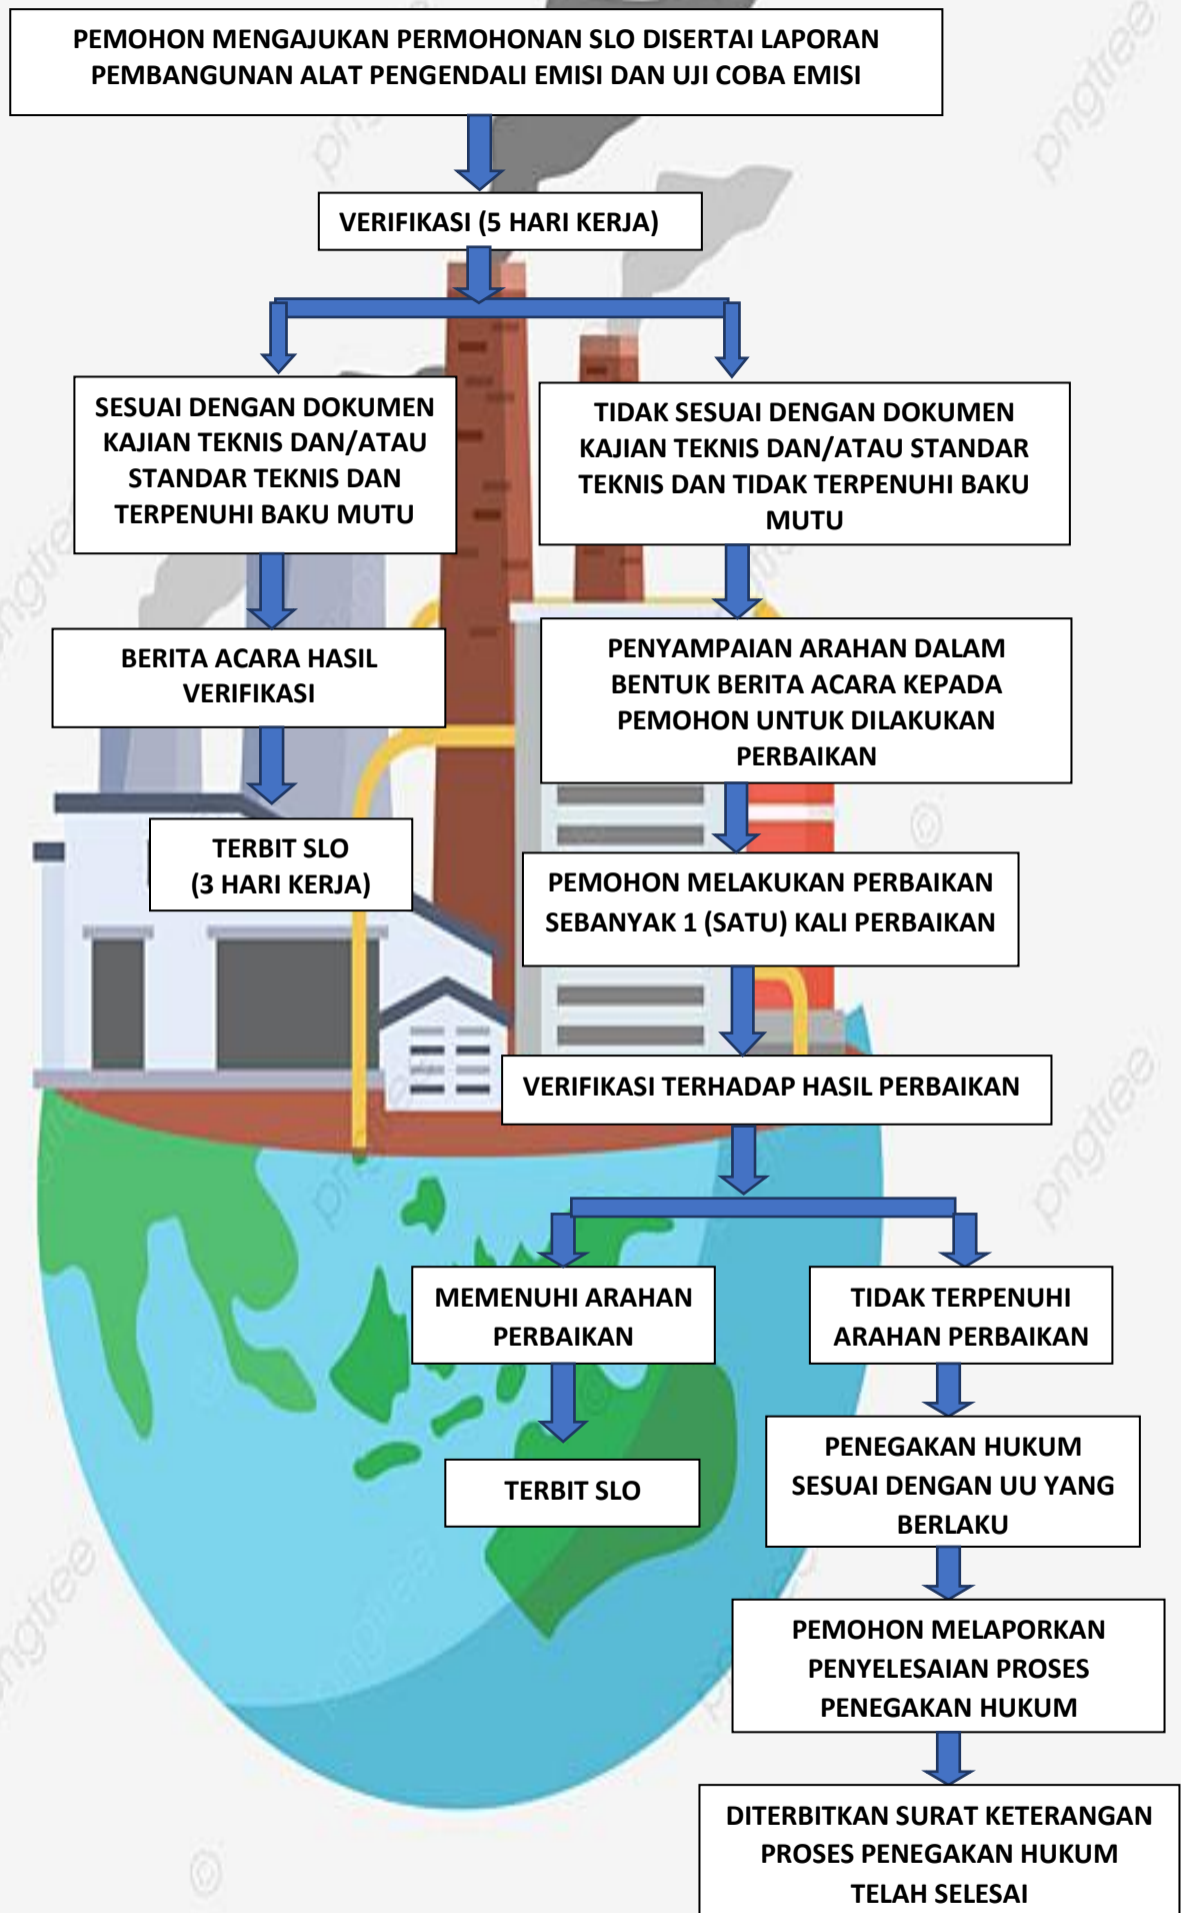 PEMOHON MENGAJUKAN PERMOHONAN SLO DISERTAI LAPORAN
PEMBANGUNAN ALAT PENGENDALI EMISI DAN UJI COBA EMISI
VERIFIKASI (5 HARI KERJA)
SESUAI DENGAN DOKUMEN
KAJIAN TEKNIS DAN/ATAU
STANDAR TEKNIS DAN
TERPENUHI BAKU MUTU
BERITA ACARA HASIL
VERIFIKASI
TERBIT SLO
(3 HARI KERJA)
TIDAK SESUAI DENGAN DOKUMEN
KAJIAN TEKNIS DAN/ATAU STANDAR
TEKNIS DAN TIDAK TERPENUHI BAKU
MUTU
PENYAMPAIAN ARAHAN DALAM
BENTUK BERITA ACARA KEPADA
PEMOHON UNTUK DILAKUKAN
PERBAIKAN
PEMOHON MELAKUKAN PERBAIKAN
SEBANYAK 1 (SATU) KALI PERBAIKAN
VERIFIKASI TERHADAP HASIL PERBAIKAN
MEMENUHI ARAHAN
PERBAIKAN
TERBIT SLO
TIDAK TERPENUHI
ARAHAN PERBAIKAN
PENEGAKAN HUKUM
SESUAI DENGAN UU YANG
BERLAKU
PEMOHON MELAPORKAN
PENYELESAIAN PROSES
PENEGAKAN HUKUM
DITERBITKAN SURAT KETERANGAN
PROSES PENEGAKAN HUKUM
TELAH SELESAI
pngtree
pngtree
pngtree
pngtree
pngtree